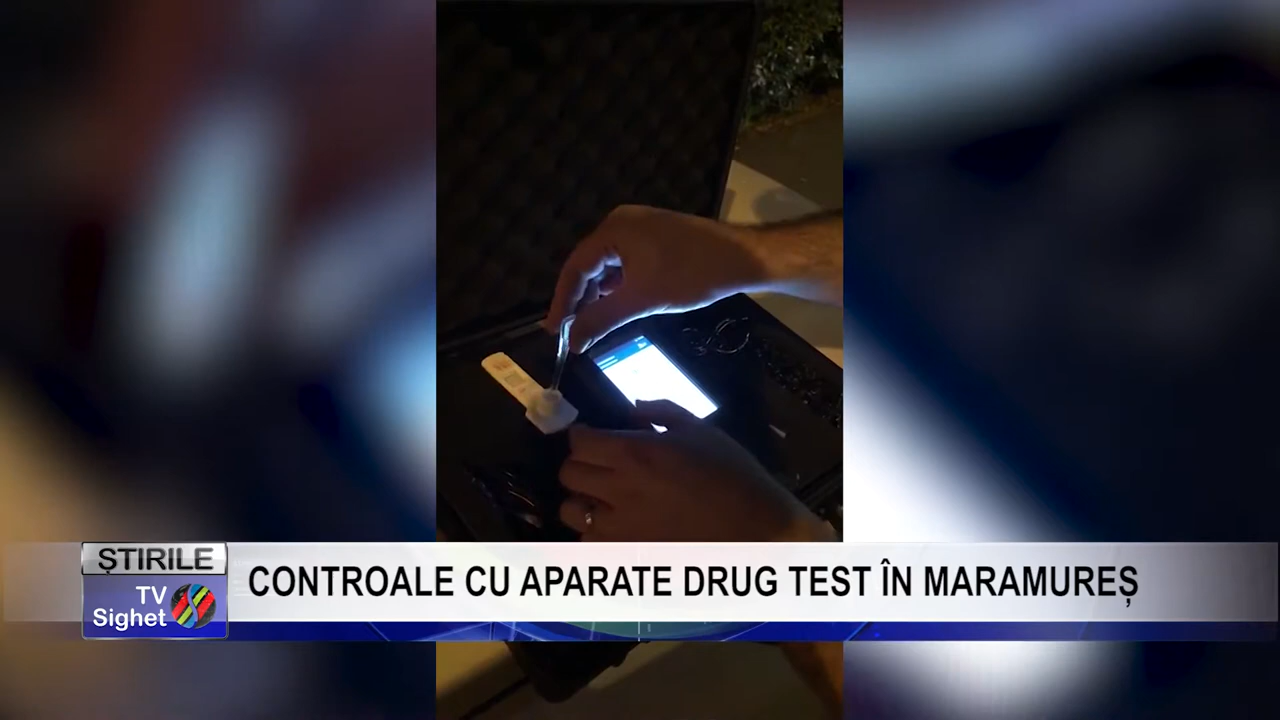 ȘTIRILE
TV
Sighet
CONTROALE CU APARATE DRUG TEST ÎN MARAMUREȘ